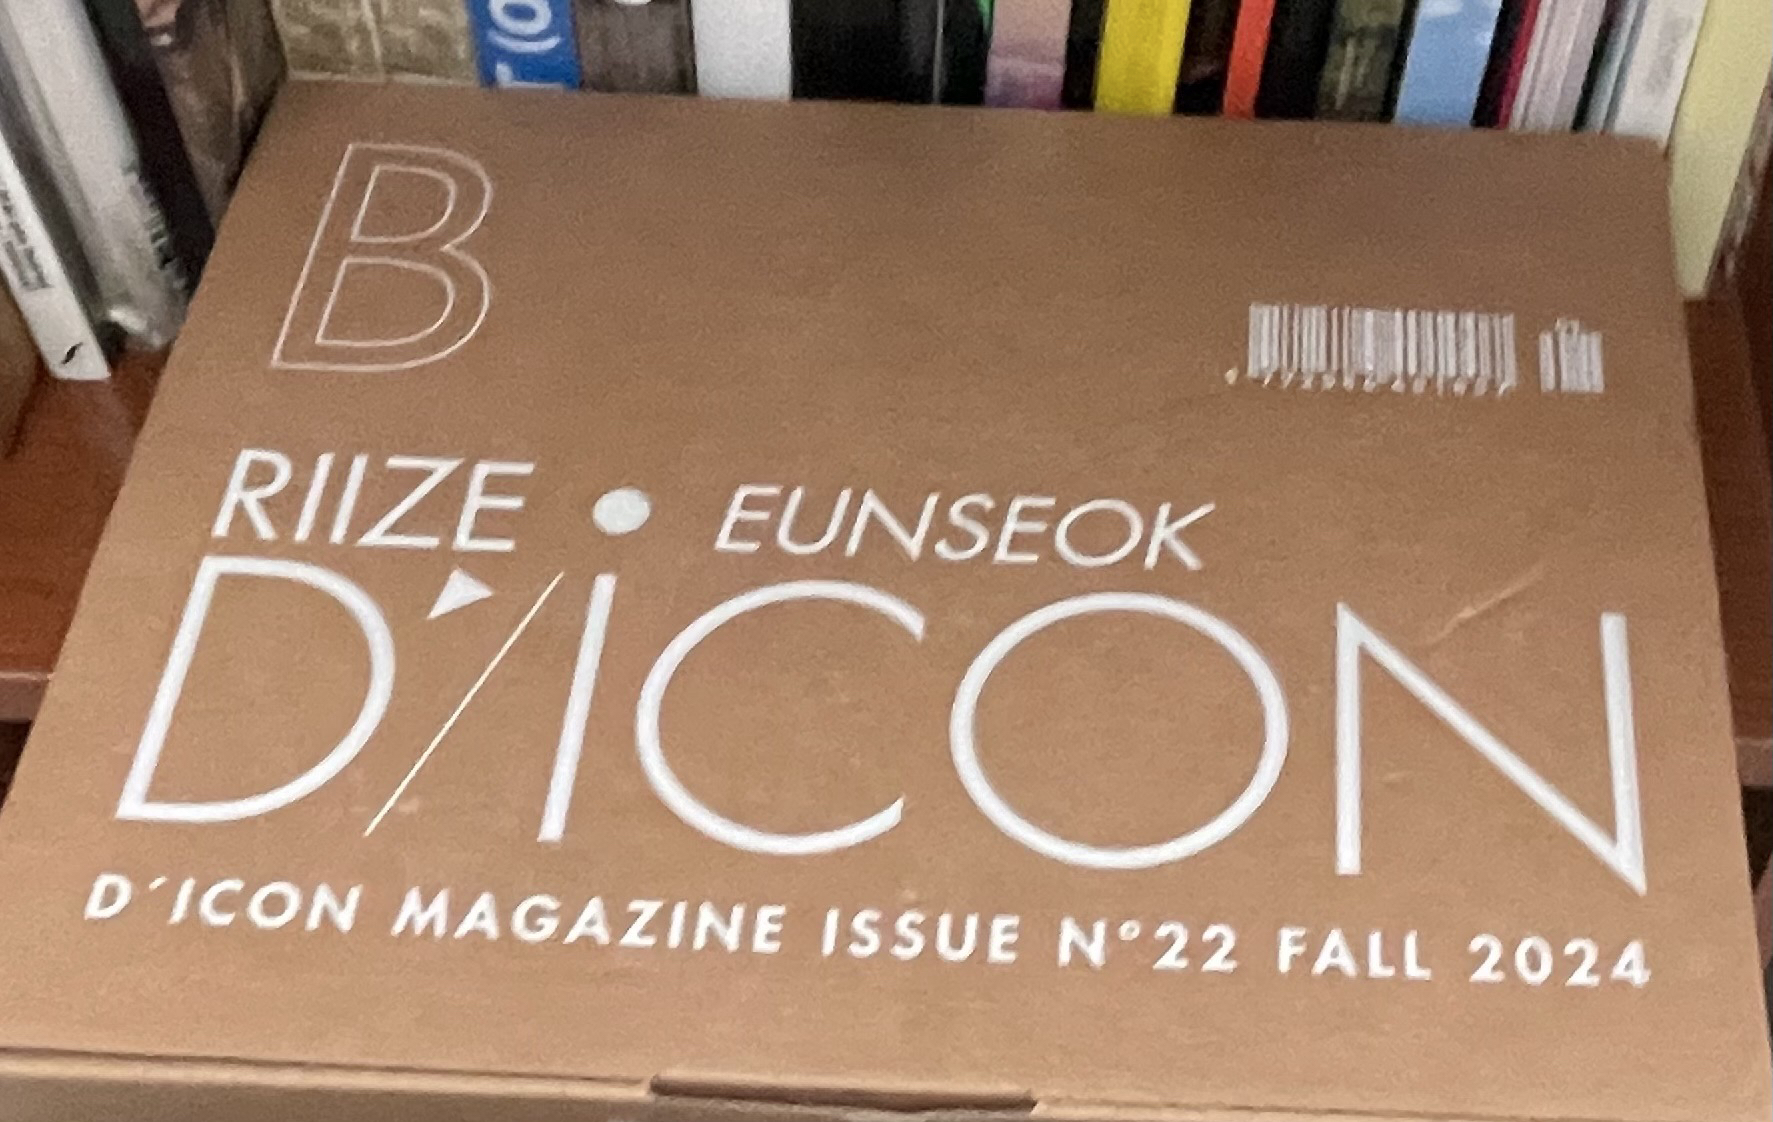 T (O
B
RIIZE • EUNSEOK
D'/ICON
D'ICON MAGAZINE ISSUE N°22 FALL 2024